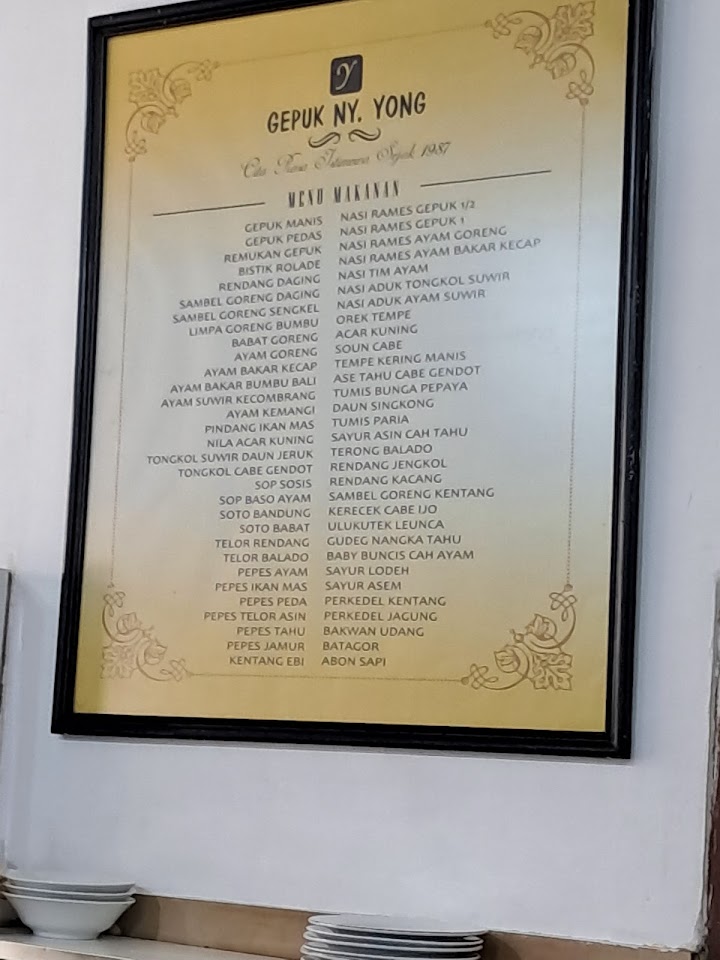 Y
GEPUK NY. YONG
Cita Rasa Istimewa Sejak 1987
MENU MAKANAN
GEPUK MANIS
GEPUK PEDAS
REMUKAN GEPUK
BISTIK ROLADE
RENDANG DAGING
SAMBEL GORENG DAGING
SAMBEL GORENG SENGKEL
LIMPA GORENG BUMBU
BABAT GORENG
AYAM GORENG
AYAM BAKAR KECAP
AYAM BAKAR BUMBU BALI
AYAM SUWIR KECOMBRANG
AYAM KEMANGI
PINDANG IKAN MAS
NILA ACAR KUNING
TONGKOL SUWIR DAUN JERUK
TONGKOL CABE GENDOT
SOP SOSIS
SOP BASO AYAM
SOTO BANDUNG
SOTO BABAT
TELOR RENDANG
TELOR BALADO
PEPES AYAM
PEPES IKAN MAS
PEPES PEDA
PEPES TELOR ASIN
PEPES TAHU
PEPES JAMUR
KENTANG EBI
NASI RAMES GEPUK 1/2
NASI RAMES GEPUK 1
NASI RAMES AYAM GORENG
NASI RAMES AYAM BAKAR KECAP
NASI TIM AYAM
NASI ADUK TONGKOL SUWIR
NASI ADUK AYAM SUWIR
OREK TEMPE
ACAR KUNING
SOUN CABE
TEMPE KERING MANIS
ASE TAHU CABE GENDOT
TUMIS BUNGA PEPAYA
DAUN SINGKONG
TUMIS PARIA
SAYUR ASIN CAH TAHU
TERONG BALADO
RENDANG JENGKOL
RENDANG KACANG
SAMBEL GORENG KENTANG
KERECEK CABE IJO
ULUKUTEK LEUNCA
GUDEG NANGKA TAHU
BABY BUNCIS CAH AYAM
SAYUR LODEH
SAYUR ASEM
PERKEDEL KENTANG
PERKEDEL JAGUNG
BAKWAN UDANG
BATAGOR
ABON SAPI